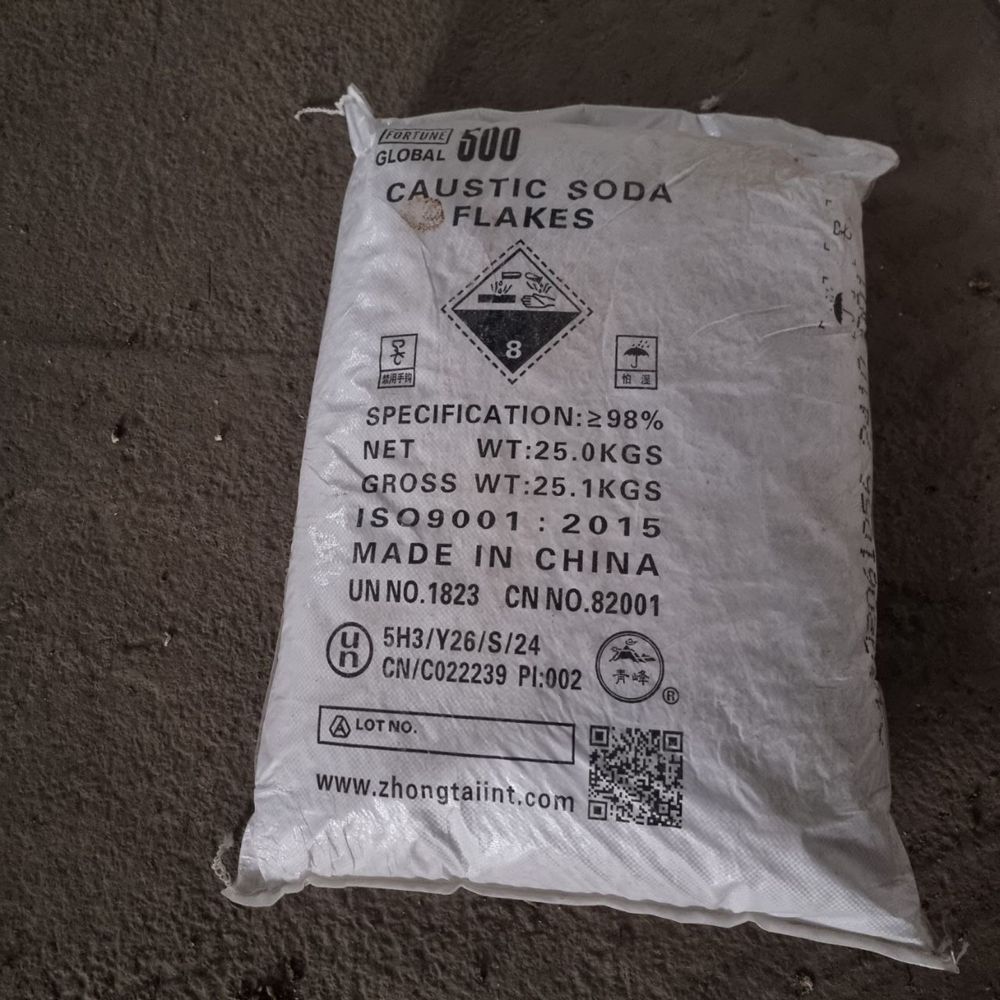 FORTUNE
GLOBAL 500
CAUSTIC SODA
FLAKES
8
禁用手钩
怕 湿
SPECIFICATION:≥98%
NET WT:25.0KGS
GROSS WT:25.1KGS
ISO9001 : 2015
MADE IN CHINA
UN NO.1823 CN NO.82001
un 5H3/Y26/S/24
CN/C022239 PI:002
青峰 ®
LOT NO.
www.zhongtaiint.com